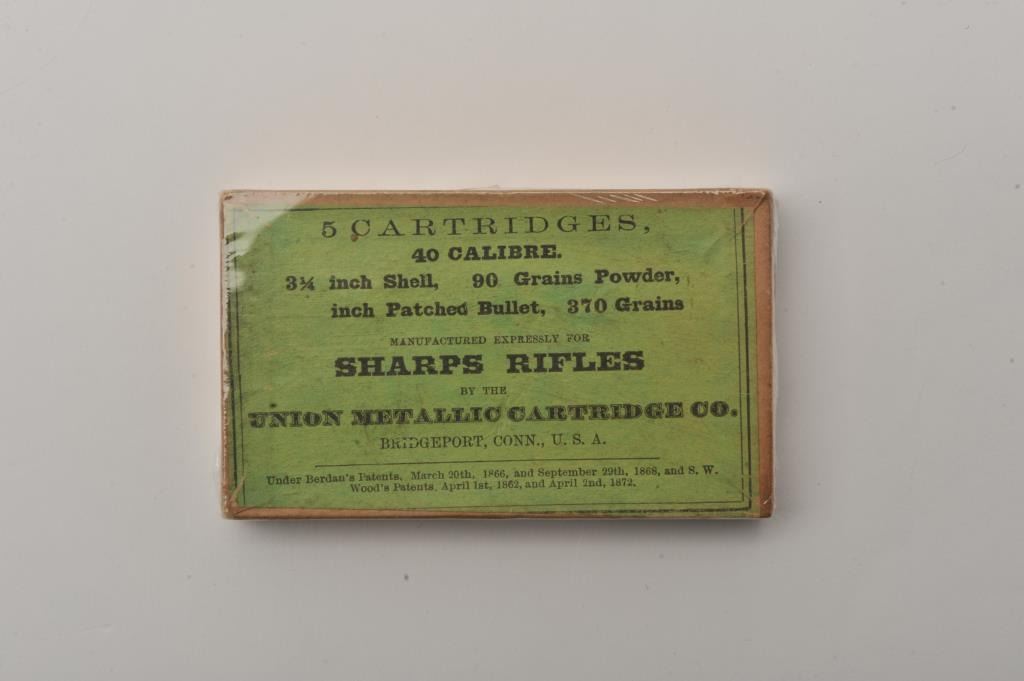 5 CARTRIDGES,
40 CALIBRE.
3¼ inch Shell, 90 Grains Powder,
inch Patched Bullet, 370 Grains
MANUFACTURED EXPRESSLY FOR
SHARPS RIFLES
BY THE
UNION METALLIC CARTRIDGE CO.
BRIDGEPORT, CONN., U. S. A.
Under Berdan's Patents, March 20th, 1866, and September 29th, 1868, and S. W.
Wood's Patents, April 1st, 1862, and April 2nd, 1872.